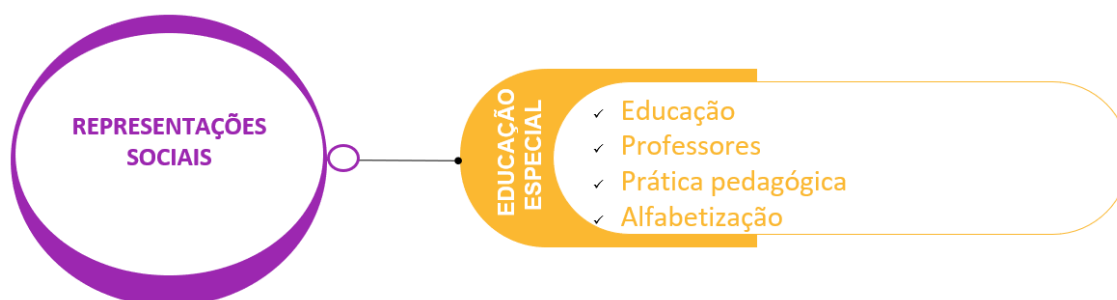 REPRESENTAÇÕES
SOCIAIS
EDUCAÇÃO
ESPECIAL
Educação
Professores
Prática pedagógica
Alfabetização